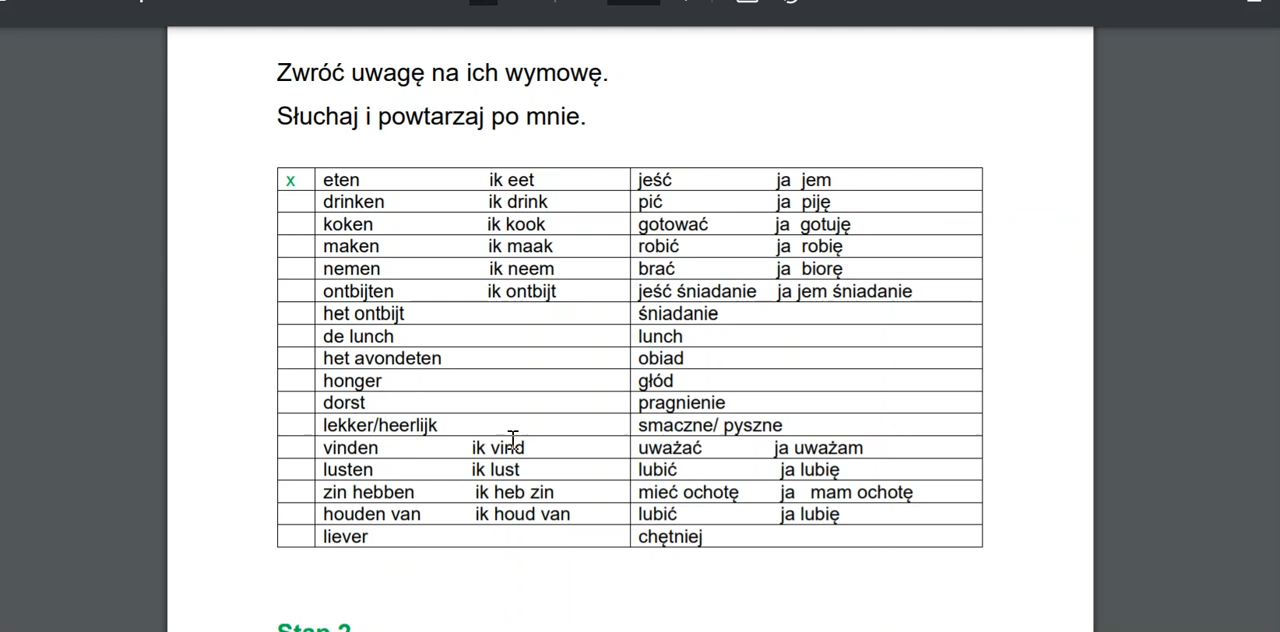 Zwróć uwagę na ich wymowę.
Słuchaj i powtarzaj po mnie.
x eten ik eet jeść ja jem
drinken ik drink pić ja piję
koken ik kook gotować ja gotuję
maken ik maak robić ja robię
nemen ik neem brać ja biorę
ontbijten ik ontbijt jeść śniadanie ja jem śniadanie
het ontbijt śniadanie
de lunch lunch
het avondeten obiad
honger głód
dorst pragnienie
lekker/heerlijk smaczne/ pyszne
vinden ik vind uważać ja uważam
lusten ik lust lubić ja lubię
zin hebben ik heb zin mieć ochotę ja mam ochotę
houden van ik houd van lubić ja lubię
liever chętniej
Stap 2